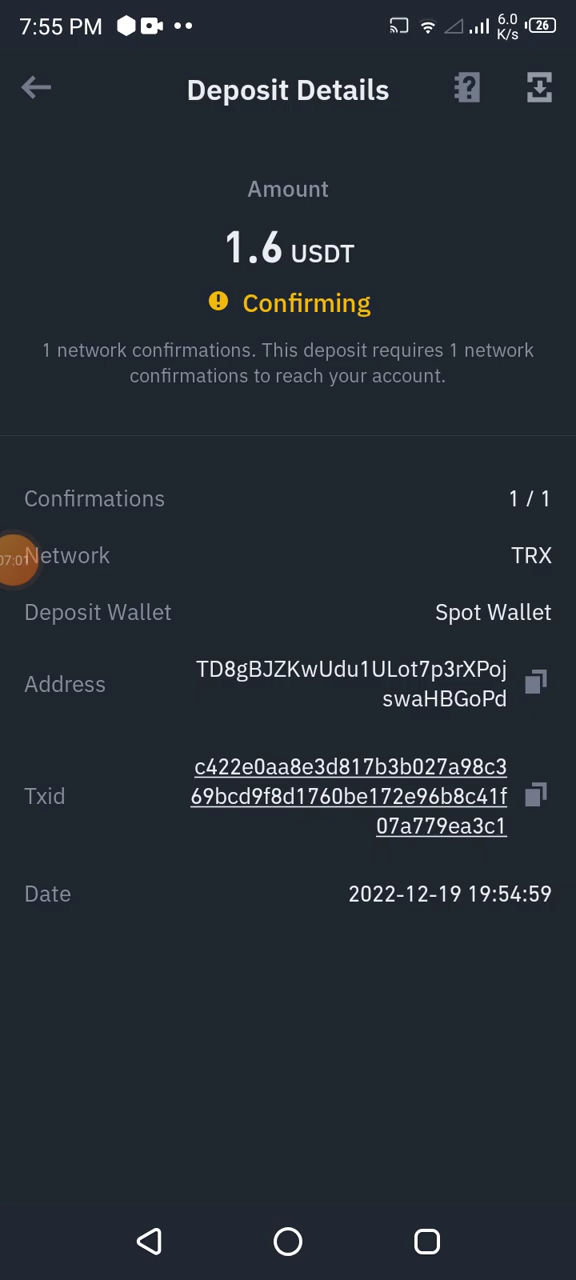 7:55 PM
6.0
K/s
26
Deposit Details
Amount
1.6 USDT
Confirming
1 network confirmations. This deposit requires 1 network
confirmations to reach your account.
Confirmations 1 / 1
07:01
Network TRX
Deposit Wallet Spot Wallet
TD8gBJZKwUdu1ULot7p3rXPoj
Address
swaHBGoPd
c422e0aa8e3d817b3b027a98c3
Txid 69bcd9f8d1760be172e96b8c41f
07a779ea3c1
Date 2022-12-19 19:54:59